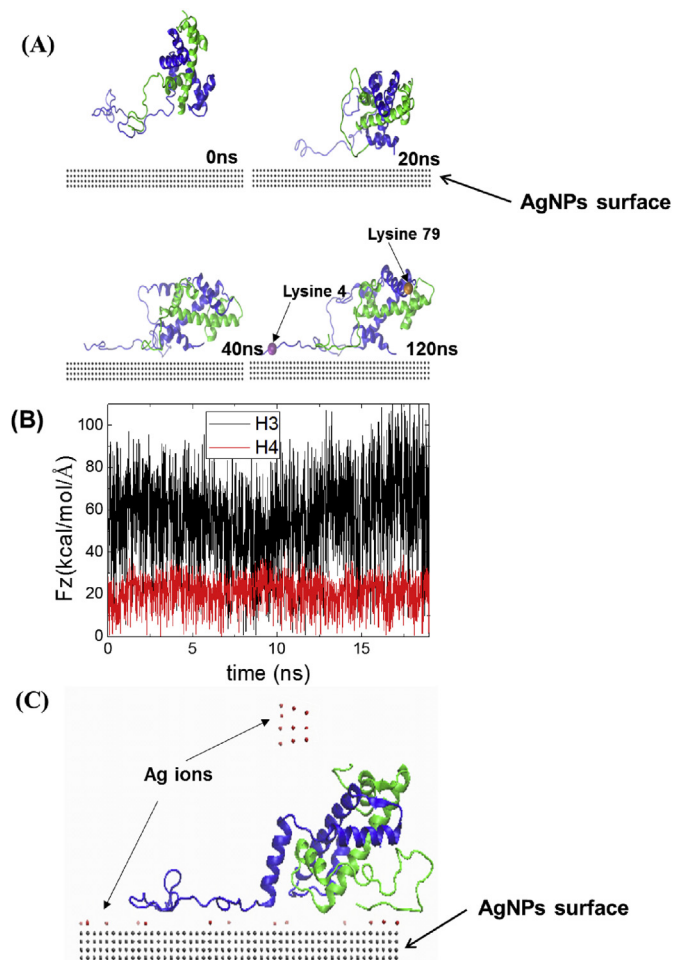 (A)
0ns
20ns
AgNPs surface
Lysine 79
Lysine 4
40ns
120ns
(B)
H3
H4
100
80
60
40
20
0
Fz(kcal/mol/Å)
0
5
10
15
time (ns)
(C)
Ag ions
AgNPs surface